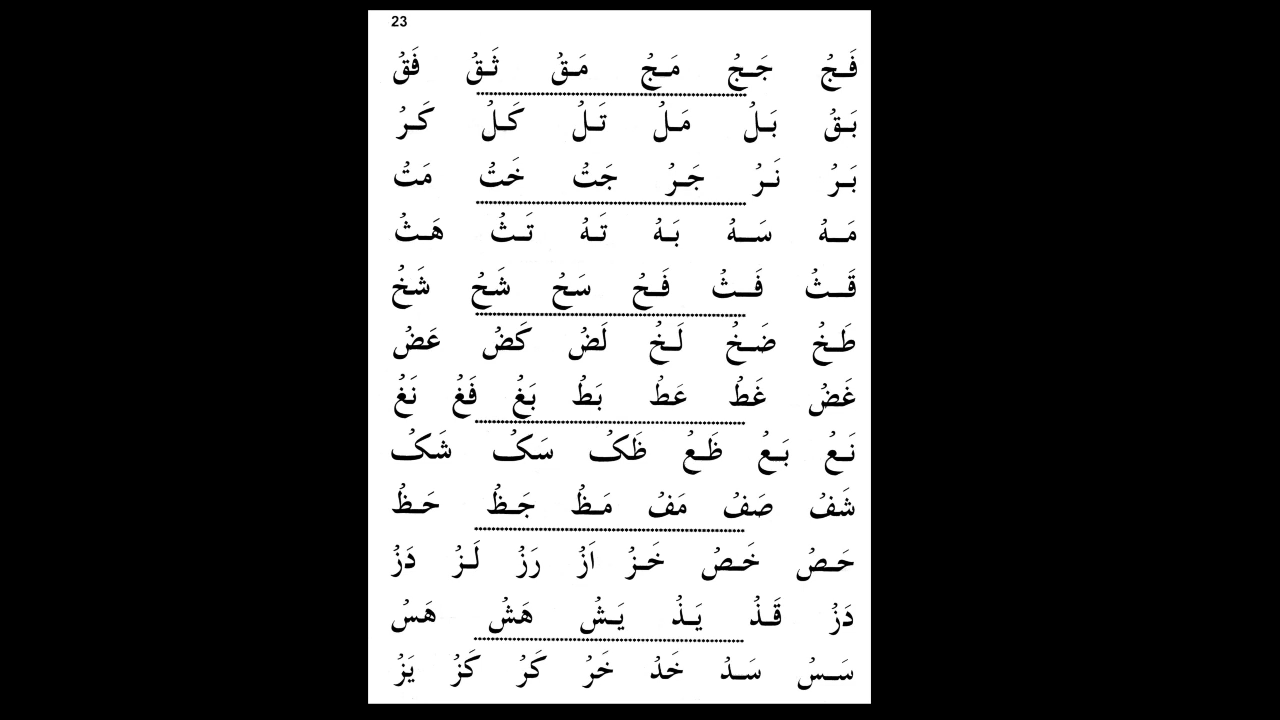 23
فَجُ جَجُ مَجُ مَقُ ثَقُ فَقُ
بَقُ بَلُ مَلُ تَلُ كَلُ كَرُ
بَرُ نَرُ جَرُ جَتُ خَتُ مَتُ
مَهُ سَهُ بَهُ تَهُ تَثُ هَثُ
قَثُ فَثُ فَحُ سَحُ شَحُ شَخُ
طَخُ ضَخُ لَخُ لَضُ كَضُ عَضُ
غَضُ غَطُ عَطُ بَطُ بَغُ فَغُ نَغُ
نَعُ بَعُ ظَعُ ظَكُ سَكُ شَكُ
شَفُ صَفُ مَفُ مَظُ جَظُ حَظُ
حَصُ خَصُ خَزُ اَزُ رَزُ لَزُ دَزُ
دَزُ قَذُ يَذُ يَشُ هَشُ هَسُ
سَسُ سَدُ خَدُ خَرُ كَرُ كَزُ يَزُ